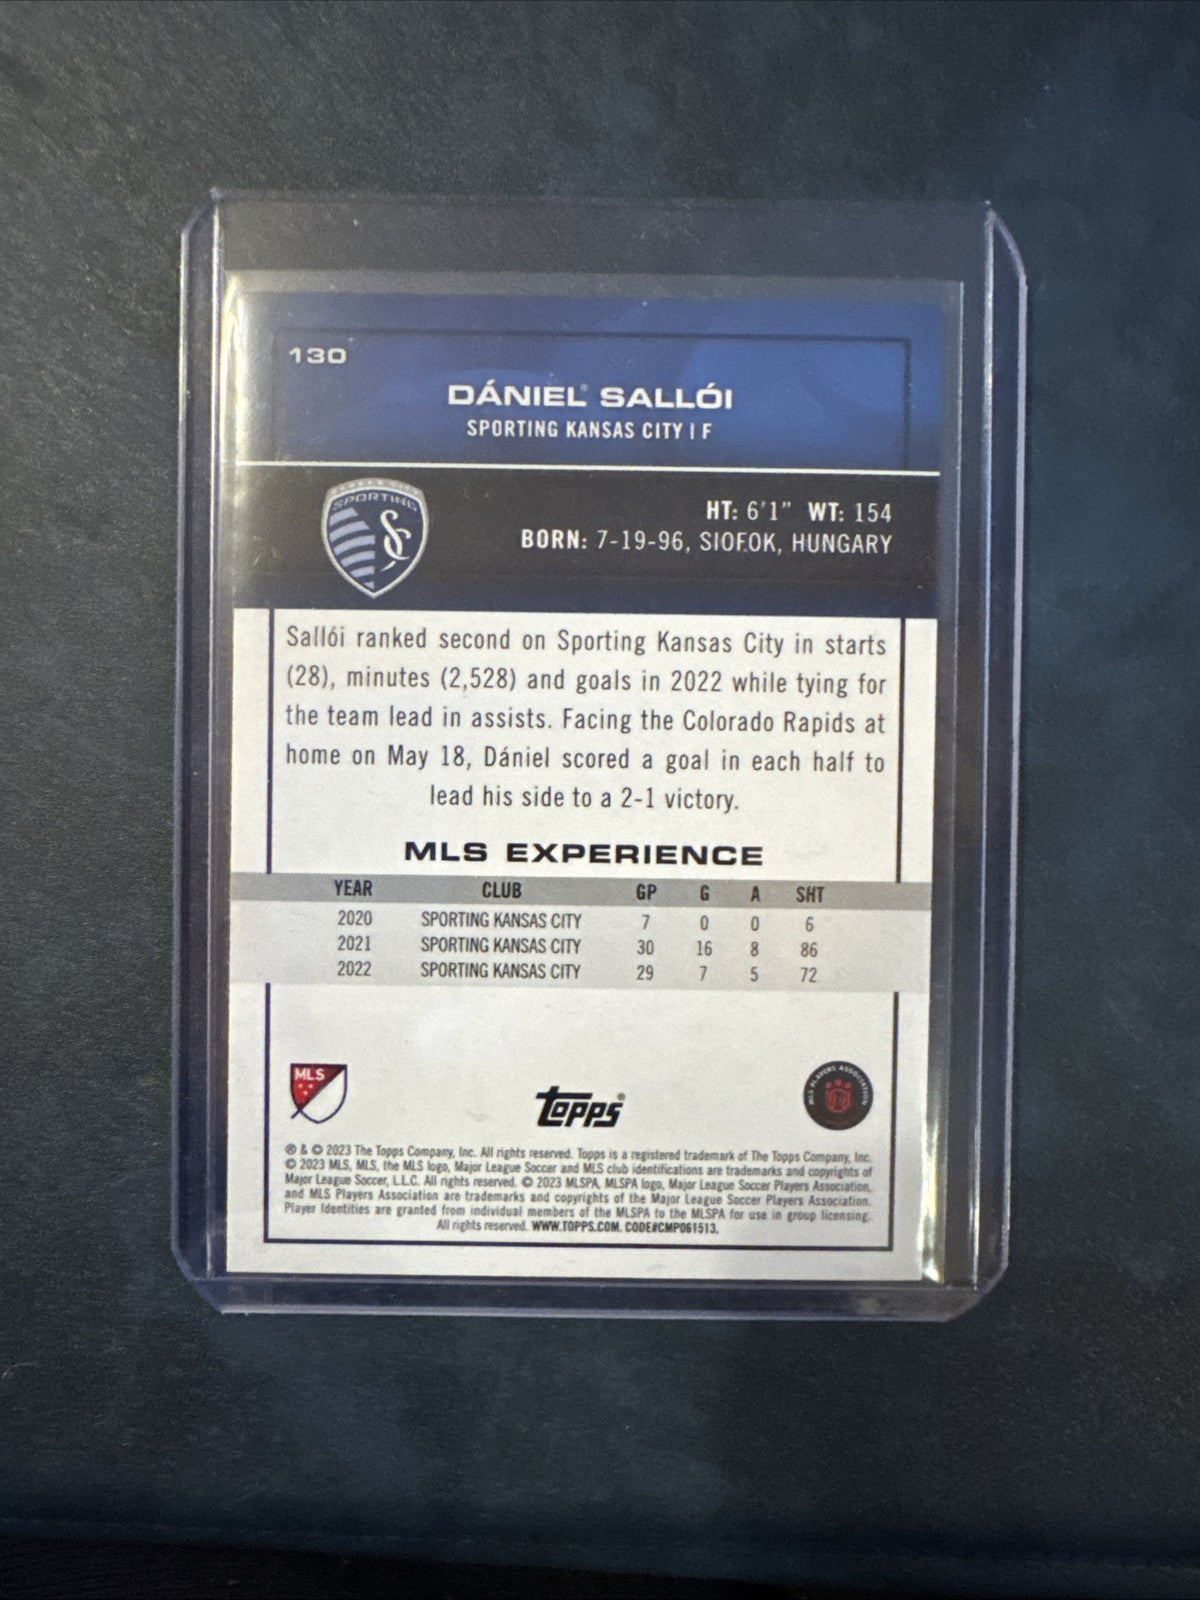 130
DÁNIEL SALLÓI
SPORTING KANSAS CITY | F
SPORTING
HT: 6'1" WT: 154
BORN: 7-19-96, SIOFOK, HUNGARY
Sallói ranked second on Sporting Kansas City in starts
(28), minutes (2,528) and goals in 2022 while tying for
the team lead in assists. Facing the Colorado Rapids at
home on May 18, Dániel scored a goal in each half to
lead his side to a 2-1 victory.
MLS EXPERIENCE
YEAR CLUB GP G A SHT
2020 SPORTING KANSAS CITY 7 0 0 6
2021 SPORTING KANSAS CITY 30 16 8 86
2022 SPORTING KANSAS CITY 29 7 5 72
MLS
Topps®
MLS PLAYERS ASSOCIATION
® & © 2023 The Topps Company, Inc. All rights reserved. Topps is a registered trademark of The Topps Company, Inc.
© 2023 MLS, MLS, the MLS logo, Major League Soccer and MLS club identifications are trademarks and copyrights of
Major League Soccer, L.L.C. All rights reserved. © 2023 MLSPA, MLSPA logo, Major League Soccer Players Association,
and MLS Players Association are trademarks and copyrights of the Major League Soccer Players Association.
Player Identities are granted from individual members of the MLSPA to the MLSPA for use in group licensing.
All rights reserved. WWW.TOPPS.COM. CODE#CMP061513.